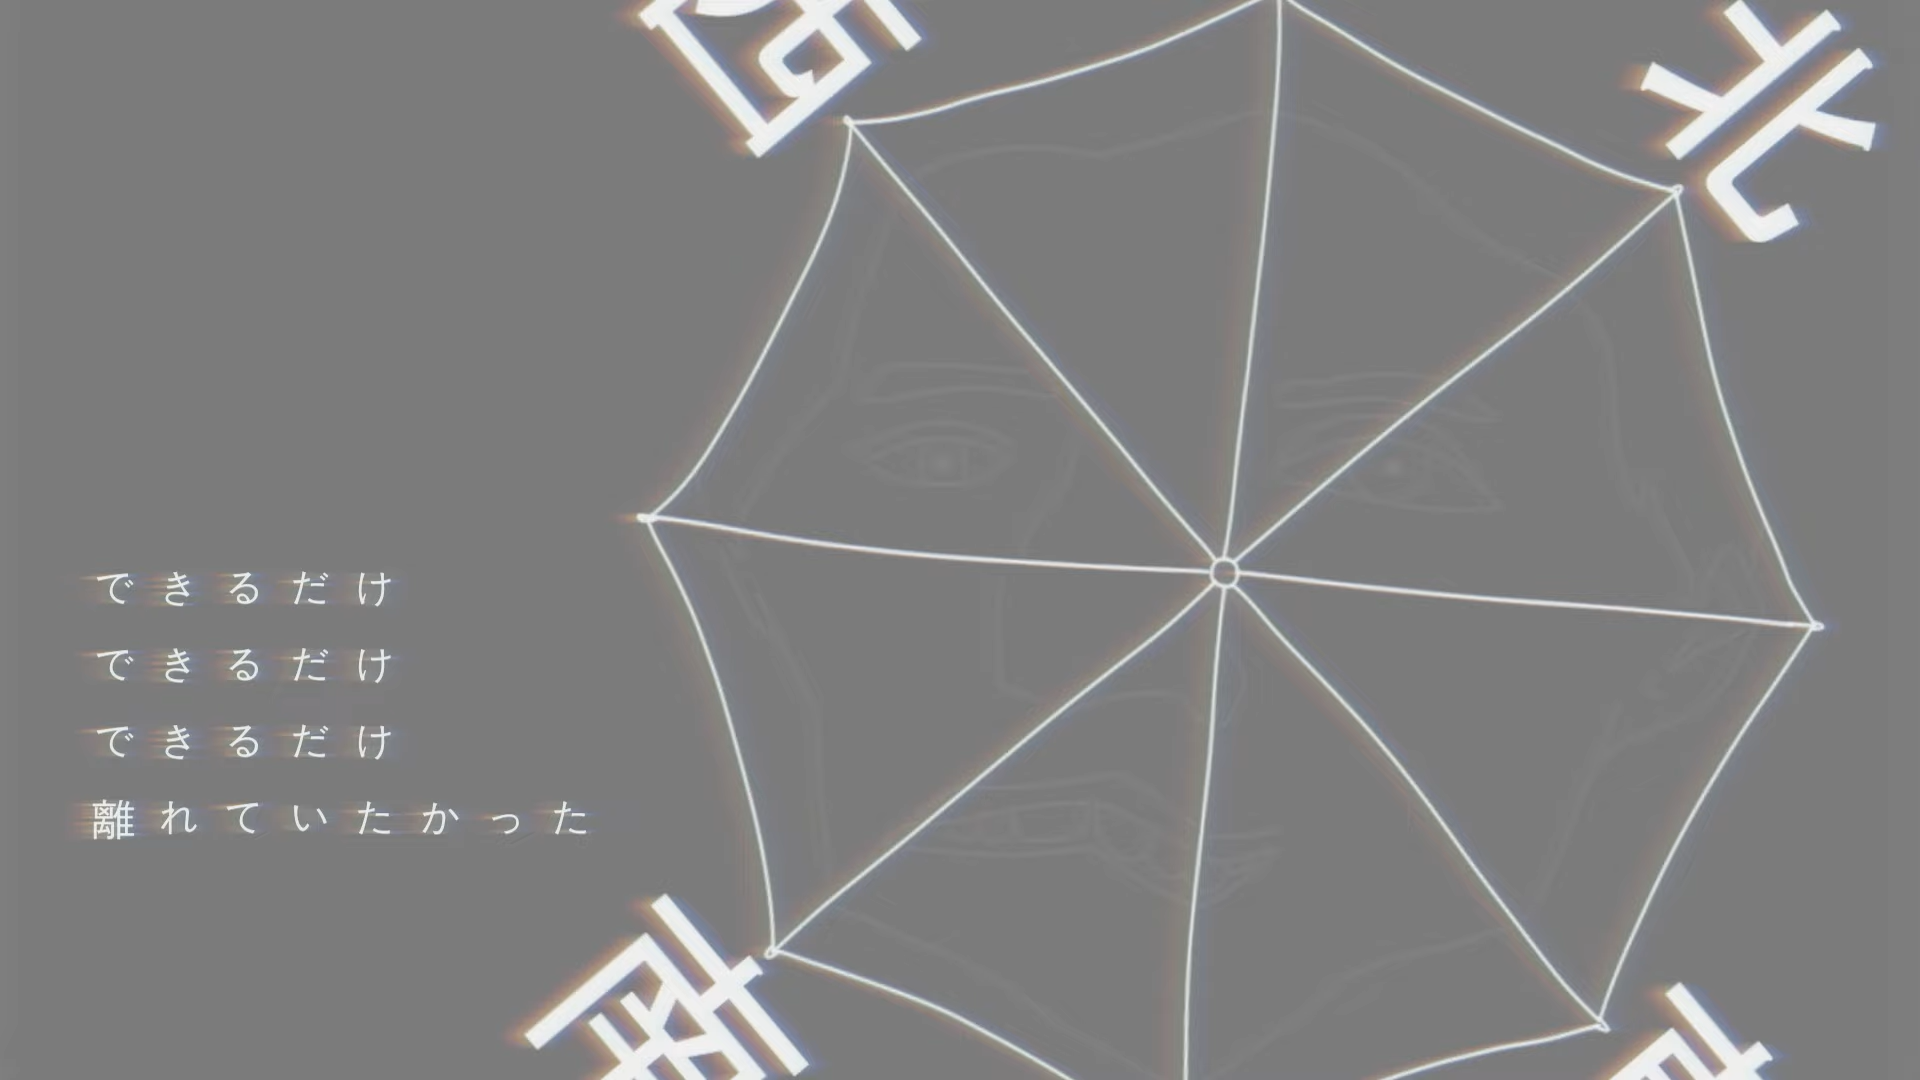 西
北
できるだけ
できるだけ
できるだけ
離れていたかった
南
東